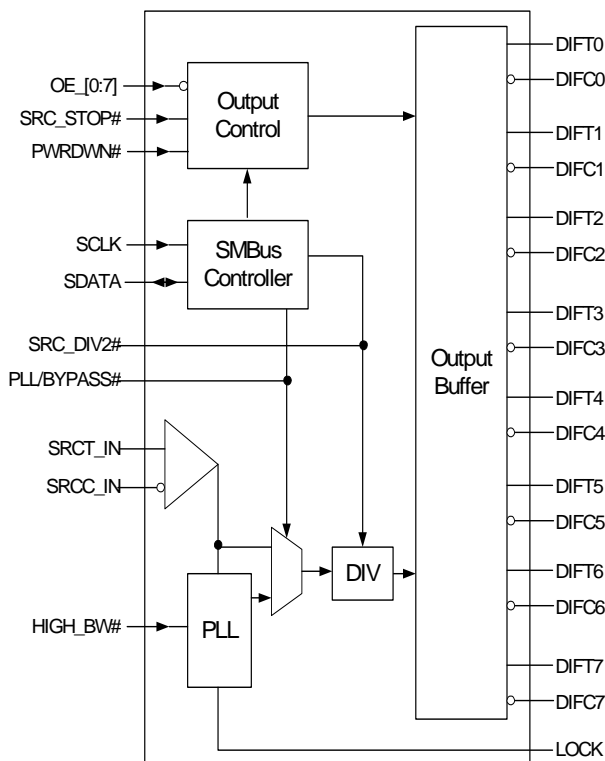 OE_[0:7]
SRC_STOP#
PWRDWN#
Output
Control
SCLK
SDATA
SMBus
Controller
SRC_DIV2#
PLL/BYPASS#
SRCT_IN
SRCC_IN
HIGH_BW#
PLL
DIV
Output
Buffer
DIFT0
DIFC0
DIFT1
DIFC1
DIFT2
DIFC2
DIFT3
DIFC3
DIFT4
DIFC4
DIFT5
DIFC5
DIFT6
DIFC6
DIFT7
DIFC7
LOCK